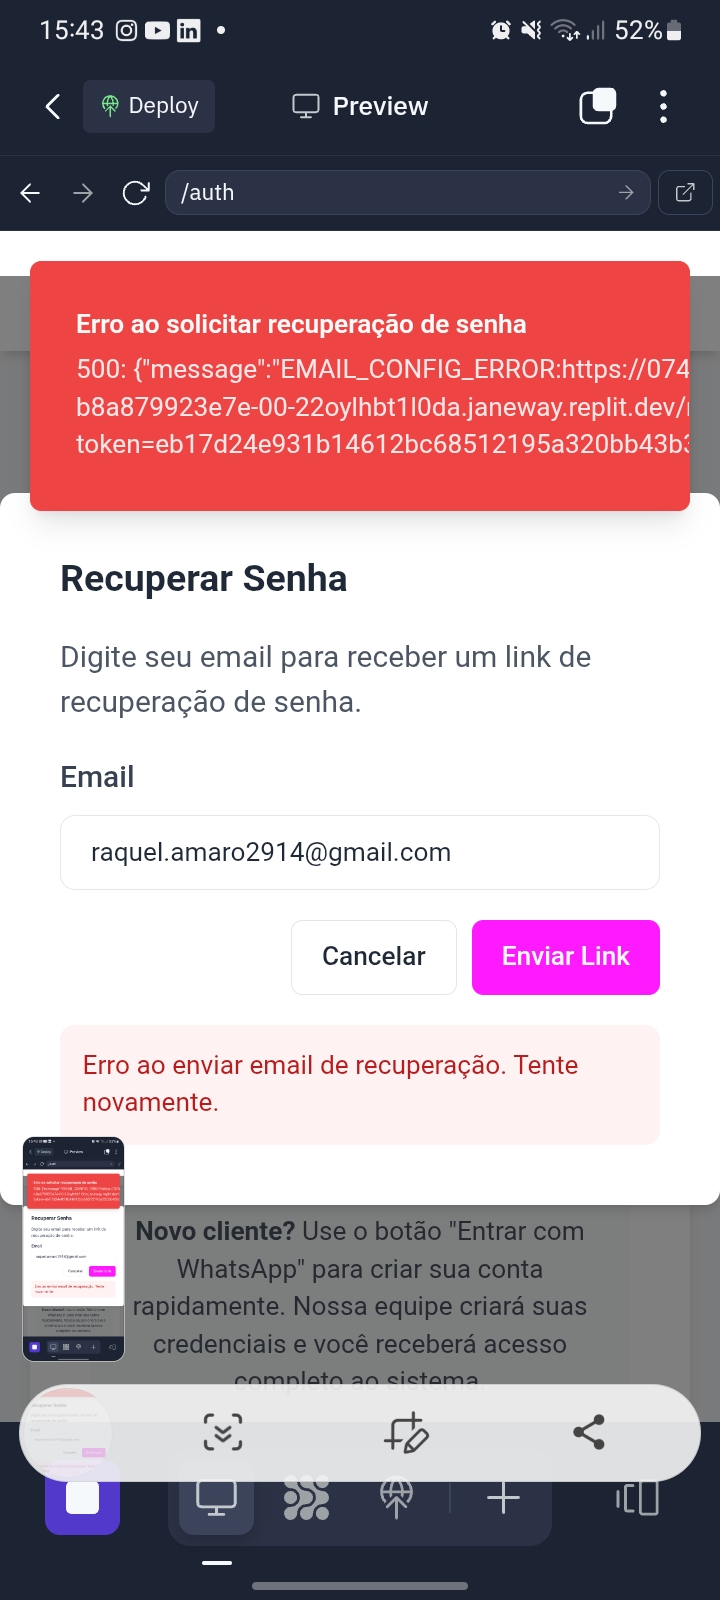 15:43
52%
Deploy
Preview
/auth
Erro ao solicitar recuperação de senha
500: {"message":"EMAIL_CONFIG_ERROR:https://074
b8a879923e7e-00-22oylhbt1l0da.janeway.replit.dev/
token=eb17d24e931b14612bc68512195a320bb43b3
Recuperar Senha
Digite seu email para receber um link de
recuperação de senha.
Email
raquel.amaro2914@gmail.com
Cancelar
Enviar Link
Erro ao enviar email de recuperação. Tente
novamente.
Novo cliente? Use o botão "Entrar com
WhatsApp" para criar sua conta
rapidamente. Nossa equipe criará suas
credenciais e você receberá acesso
completo ao sistema.